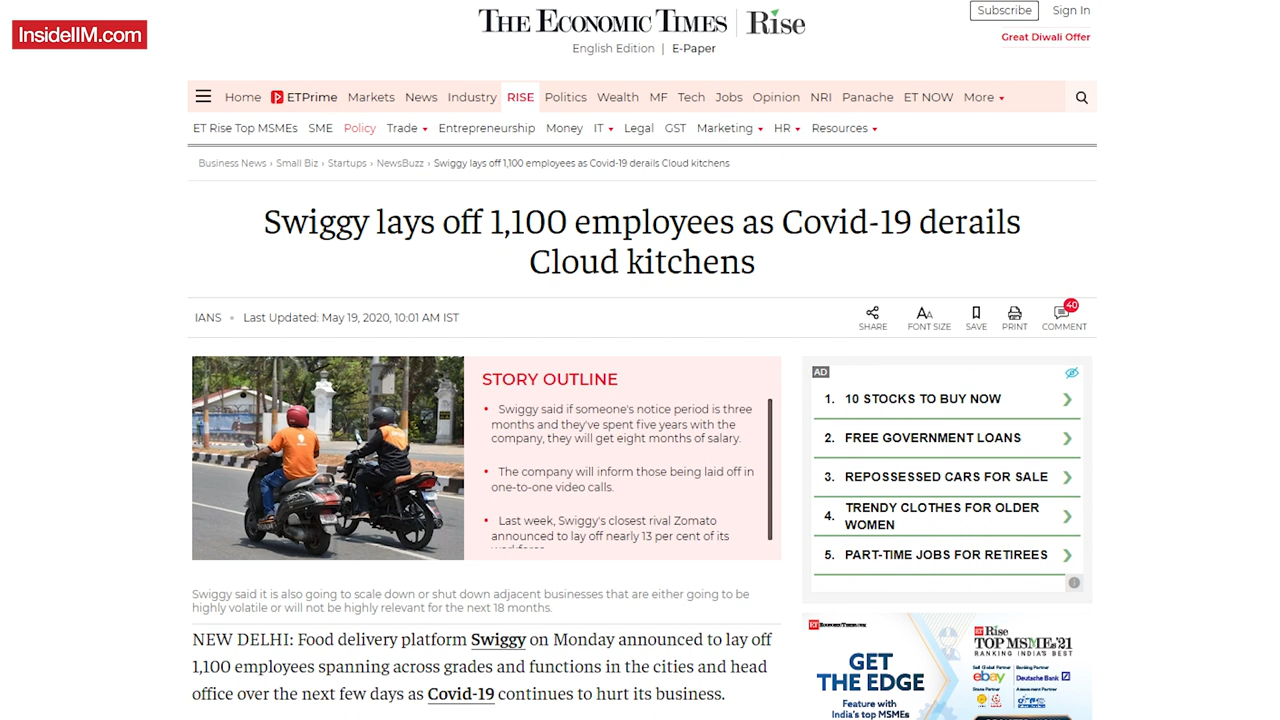 InsideIIM.com
THE ECONOMIC TIMES | Rise
Subscribe Sign In
English Edition | E-Paper
Great Diwali Offer
Home ETPrime Markets News Industry RISE Politics Wealth MF Tech Jobs Opinion NRI Panache ET NOW More
ET Rise Top MSMEs SME Policy Trade Entrepreneurship Money IT Legal GST Marketing HR Resources
Business News › Small Biz › Startups › NewsBuzz › Swiggy lays off 1,100 employees as Covid-19 derails Cloud kitchens
Swiggy lays off 1,100 employees as Covid-19 derails
Cloud kitchens
IANS • Last Updated: May 19, 2020, 10:01 AM IST
40
SHARE FONT SIZE SAVE PRINT COMMENT
STORY OUTLINE
• Swiggy said if someone's notice period is three
months and they've spent five years with the
company, they will get eight months of salary.
• The company will inform those being laid off in
one-to-one video calls.
• Last week, Swiggy's closest rival Zomato
announced to lay off nearly 13 per cent of its
AD
1. 10 STOCKS TO BUY NOW
2. FREE GOVERNMENT LOANS
3. REPOSSESSED CARS FOR SALE
4. TRENDY CLOTHES FOR OLDER
WOMEN
5. PART-TIME JOBS FOR RETIREES
Swiggy said it is also going to scale down or shut down adjacent businesses that are either going to be
highly volatile or will not be highly relevant for the next 18 months.
NEW DELHI: Food delivery platform Swiggy on Monday announced to lay off
1,100 employees spanning across grades and functions in the cities and head
office over the next few days as Covid-19 continues to hurt its business.
ET Rise
TOP MSMEs'21
RANKING INDIA'S BEST
GET
THE EDGE
Feature with
India's top MSMEs
ebay Deutsche Bank